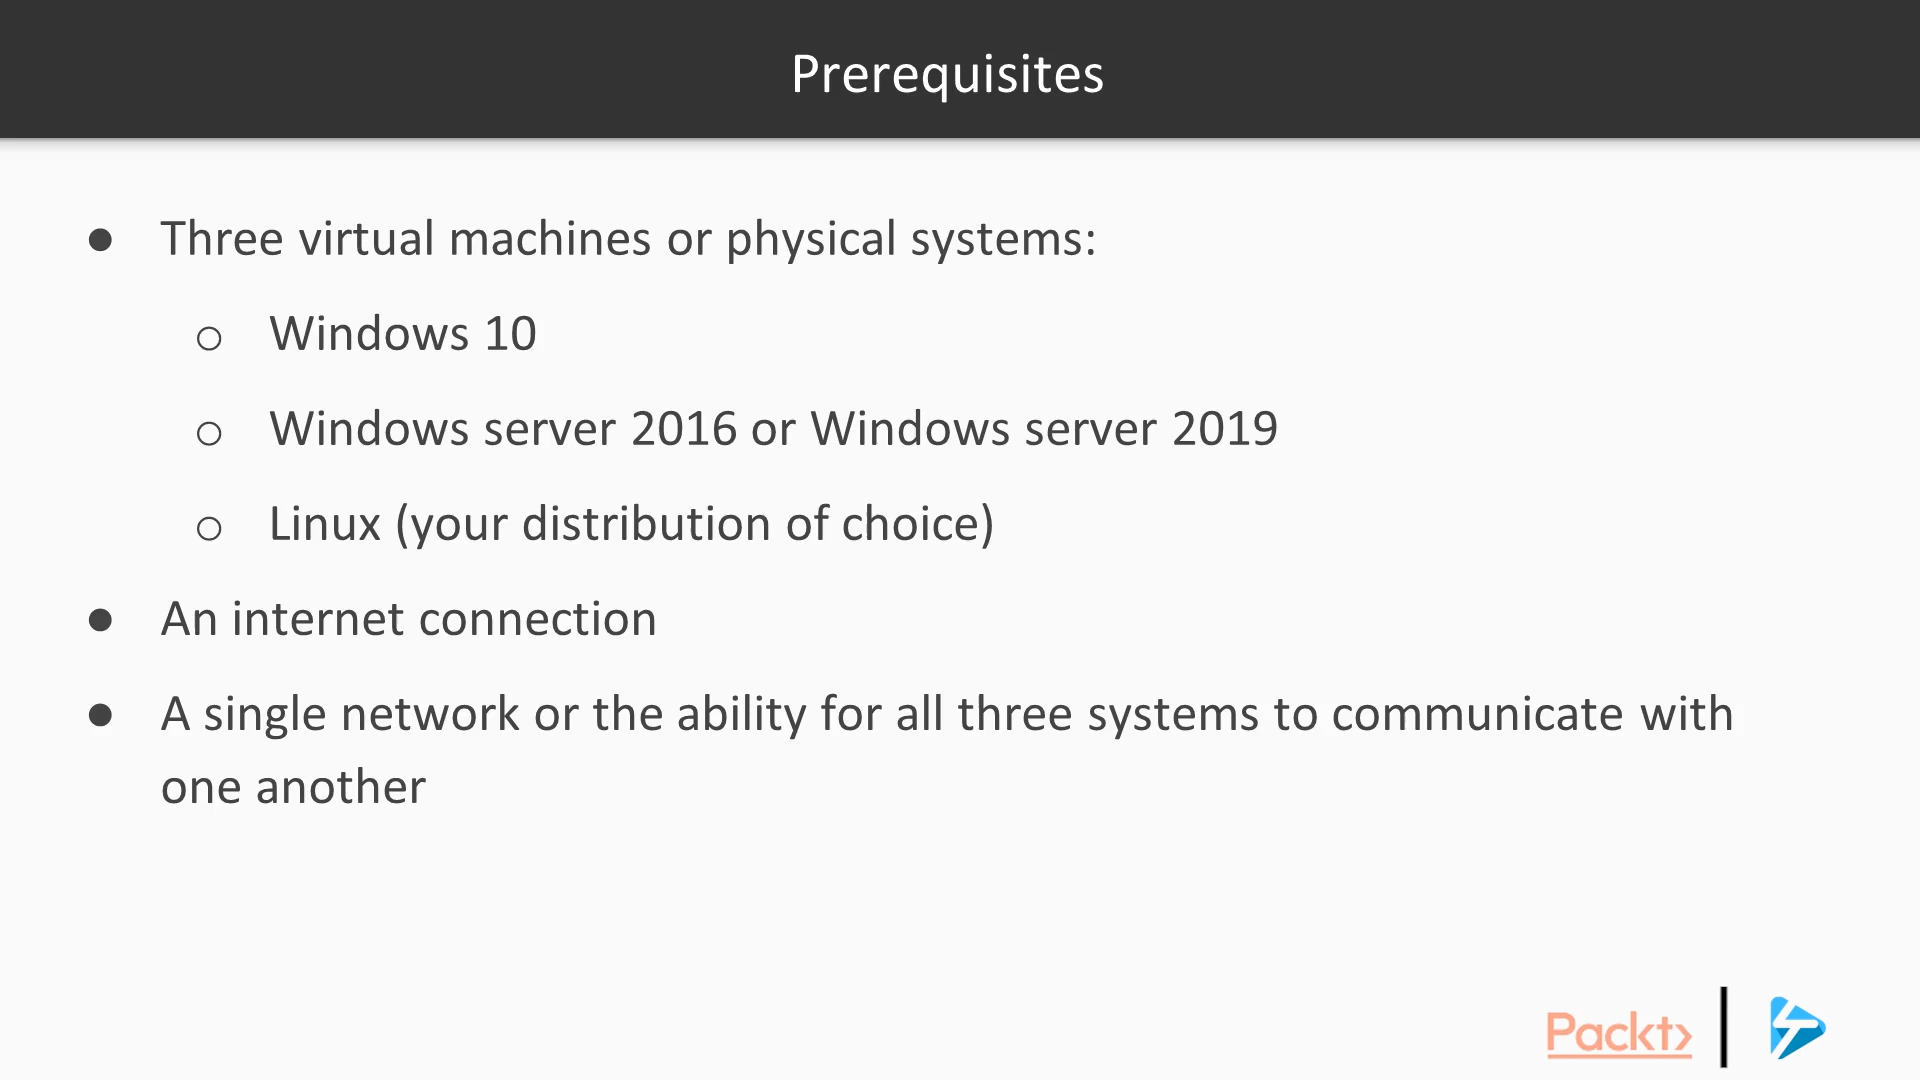 Prerequisites
● Three virtual machines or physical systems:
○ Windows 10
○ Windows server 2016 or Windows server 2019
○ Linux (your distribution of choice)
● An internet connection
● A single network or the ability for all three systems to communicate with
one another
Packt>